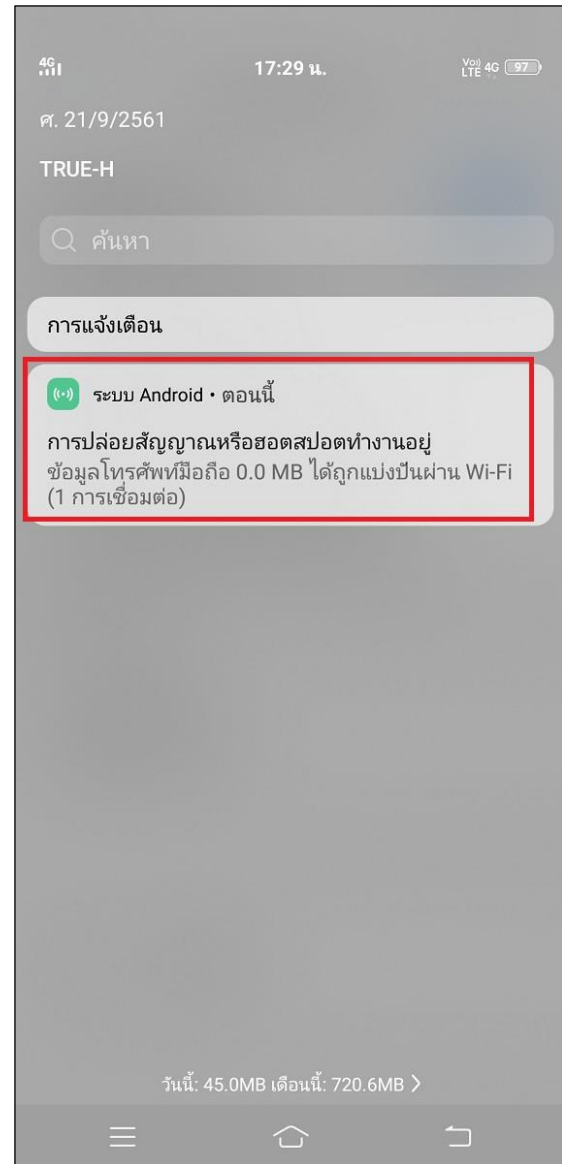 4G 17:29 น. Vo)) LTE 4G 97
ศ. 21/9/2561
TRUE-H
ค้นหา
การแจ้งเตือน
ระบบ Android • ตอนนี้
การปล่อยสัญญาณหรือฮอตสปอตทำงานอยู่
ข้อมูลโทรศัพท์มือถือ 0.0 MB ได้ถูกแบ่งปันผ่าน Wi-Fi
(1 การเชื่อมต่อ)
วันนี้: 45.0MB เดือนนี้: 720.6MB >